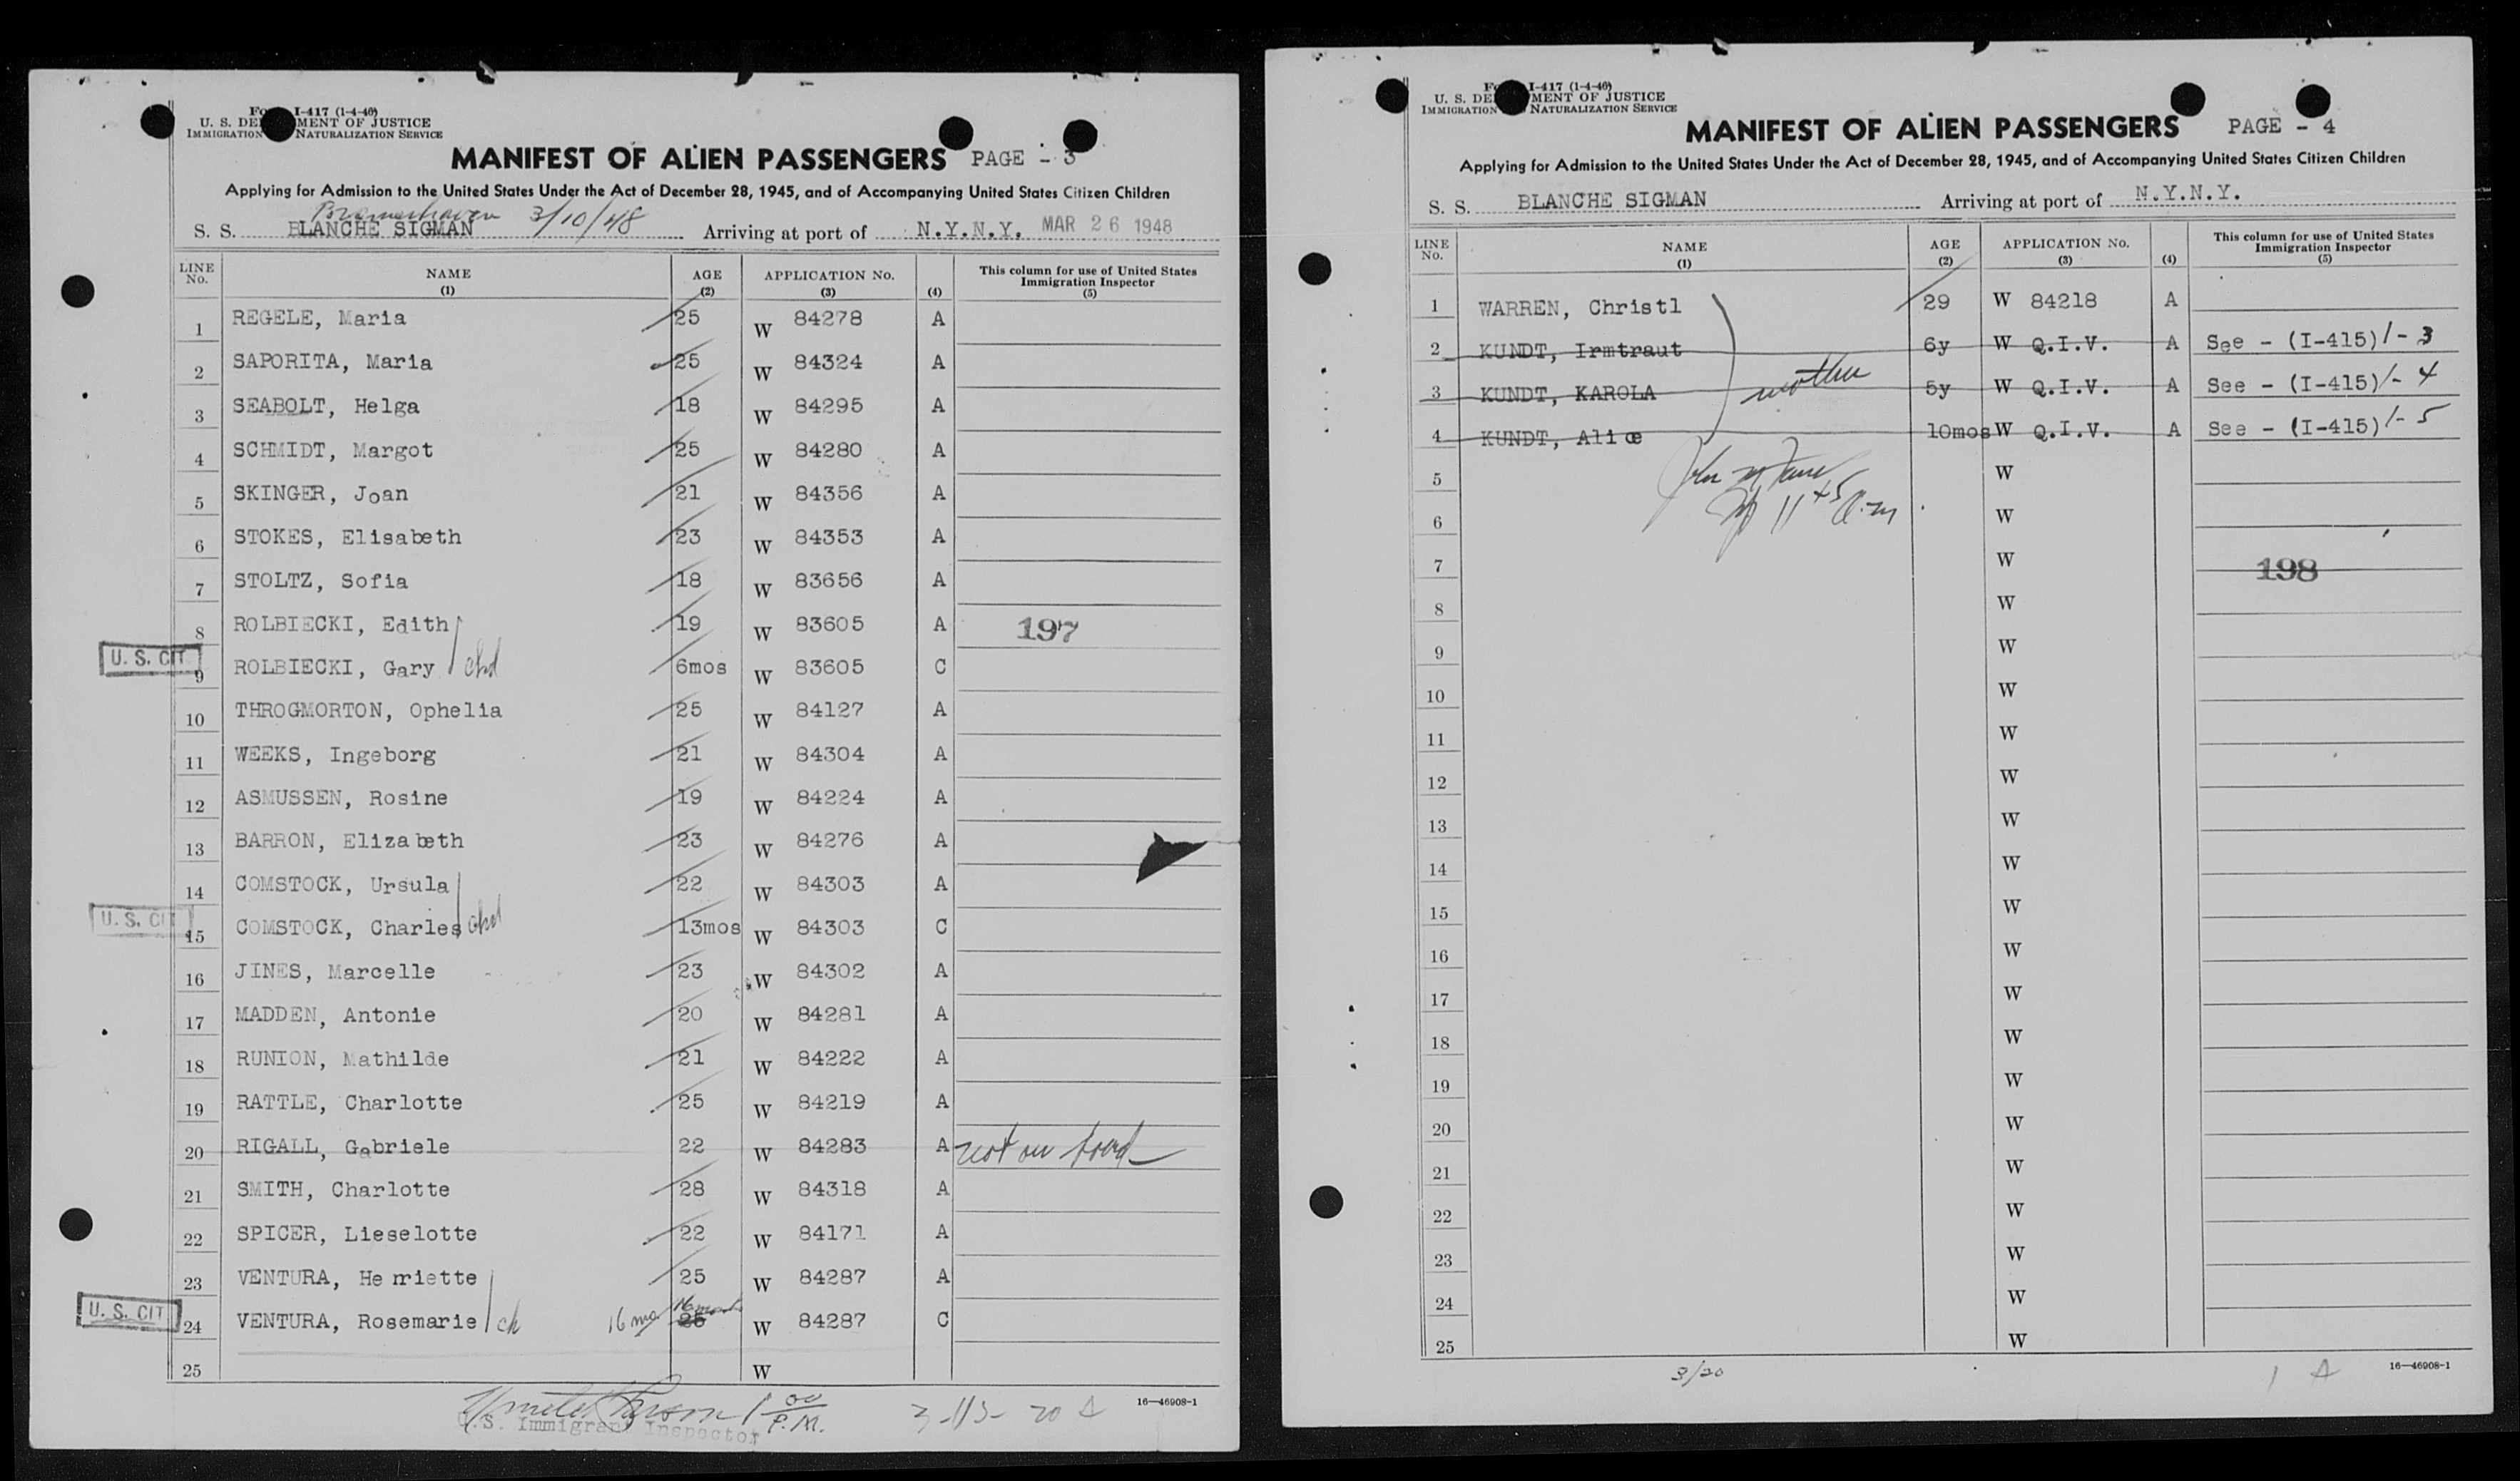 Form I-417 (1-4-46)
U. S. DEPARTMENT OF JUSTICE
IMMIGRATION NATURALIZATION SERVICE
MANIFEST OF ALIEN PASSENGERS PAGE - 3
Applying for Admission to the United States Under the Act of December 28, 1945, and of Accompanying United States Citizen Children
Bremerhaven 3/10/48
S. S. BLANCHE SIGMAN Arriving at port of N.Y.N.Y. MAR 26 1948
LINE No. NAME (1) AGE (2) APPLICATION No. (3) (4) This column for use of United States Immigration Inspector (5)
1 REGELE, Maria 25 W 84278 A
2 SAPORITA, Maria 25 W 84324 A
3 SEABOLT, Helga 18 W 84295 A
4 SCHMIDT, Margot 25 W 84280 A
5 SKINGER, Joan 21 W 84356 A
6 STOKES, Elisabeth 23 W 84353 A
7 STOLTZ, Sofia 18 W 83656 A
8 ROLBIECKI, Edith 19 W 83605 A 197
U. S. CIT 9 ROLBIECKI, Gary chd 6mos W 83605 C
10 THROGMORTON, Ophelia 25 W 84127 A
11 WEEKS, Ingeborg 21 W 84304 A
12 ASMUSSEN, Rosine 19 W 84224 A
13 BARRON, Elizabeth 23 W 84276 A
14 COMSTOCK, Ursula 22 W 84303 A
U. S. CIT 15 COMSTOCK, Charles chd 13mos W 84303 C
16 JINES, Marcelle 23 W 84302 A
17 MADDEN, Antonie 20 W 84281 A
18 RUNION, Mathilde 21 W 84222 A
19 RATTLE, Charlotte 25 W 84219 A
20 RIGALL, Gabriele 22 W 84283 A not on board
21 SMITH, Charlotte 28 W 84318 A
22 SPICER, Lieselotte 22 W 84171 A
23 VENTURA, Henriette 25 W 84287 A
U. S. CIT 24 VENTURA, Rosemarie ch 16 mo 16 months 25 W 84287 C
25 W
1 00 P.M.
U.S. Immigrant Inspector
16—46908-1
Form I-417 (1-4-46)
U. S. DEPARTMENT OF JUSTICE
IMMIGRATION NATURALIZATION SERVICE
MANIFEST OF ALIEN PASSENGERS PAGE - 4
Applying for Admission to the United States Under the Act of December 28, 1945, and of Accompanying United States Citizen Children
S. S. BLANCHE SIGMAN Arriving at port of N.Y.N.Y.
LINE No. NAME (1) AGE (2) APPLICATION No. (3) (4) This column for use of United States Immigration Inspector (5)
1 WARREN, Christl 29 W 84218 A
2 KUNDT, Irmtraut 6y W Q.I.V. A See - (I-415) 1-3
3 KUNDT, KAROLA mother 5y W Q.I.V. A See - (I-415) 1-4
4 KUNDT, Alice 10mos W Q.I.V. A See - (I-415) 1-5
5 W
6 11 45 a.m W
7 W 198
8 W
9 W
10 W
11 W
12 W
13 W
14 W
15 W
16 W
17 W
18 W
19 W
20 W
21 W
22 W
23 W
24 W
25 W
3/20
1 A
16—46908-1